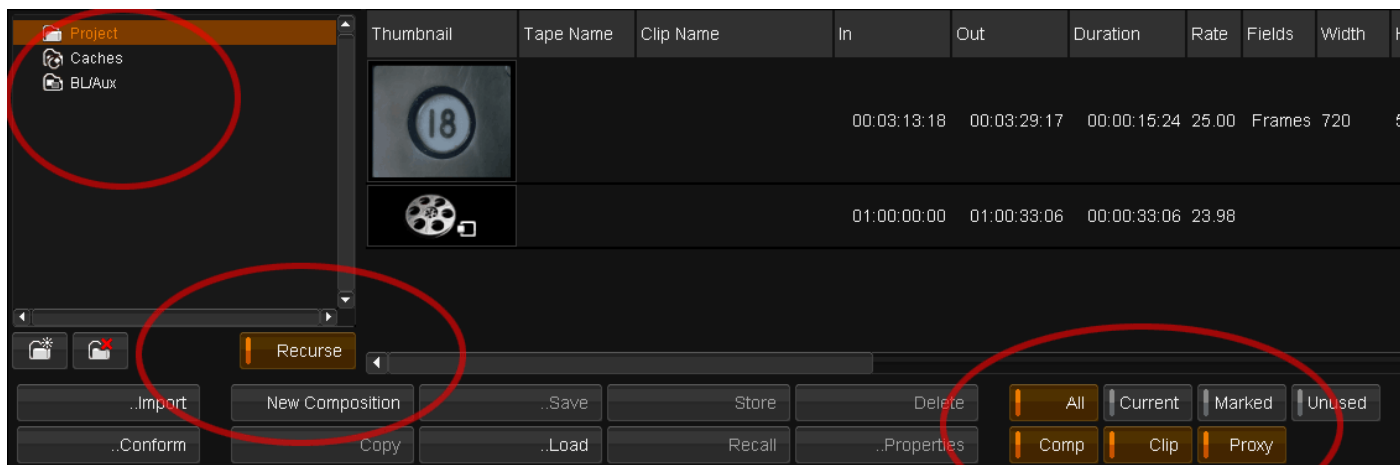 Project
Caches
BL/Aux
Recurse
Thumbnail Tape Name Clip Name In Out Duration Rate Fields Width
18
00:03:13:18 00:03:29:17 00:00:15:24 25.00 Frames 720
01:00:00:00 01:00:33:06 00:00:33:06 23.98
..Import New Composition ..Save Store Delete All Current Marked Unused
..Conform Copy ..Load Recall ..Properties Comp Clip Proxy